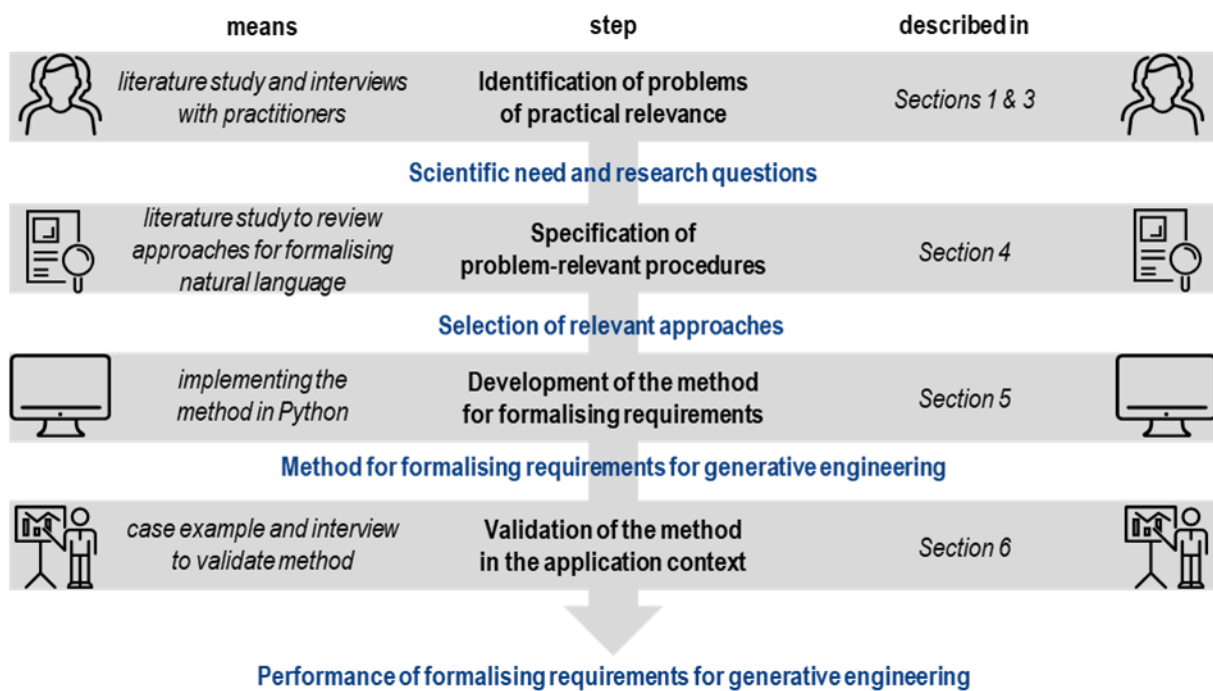 means step described in
literature study and interviews
with practitioners
Identification of problems
of practical relevance
Sections 1 & 3
Scientific need and research questions
literature study to review
approaches for formalising
natural language
Specification of
problem-relevant procedures
Section 4
Selection of relevant approaches
implementing the
method in Python
Development of the method
for formalising requirements
Section 5
Method for formalising requirements for generative engineering
case example and interview
to validate method
Validation of the method
in the application context
Section 6
Performance of formalising requirements for generative engineering